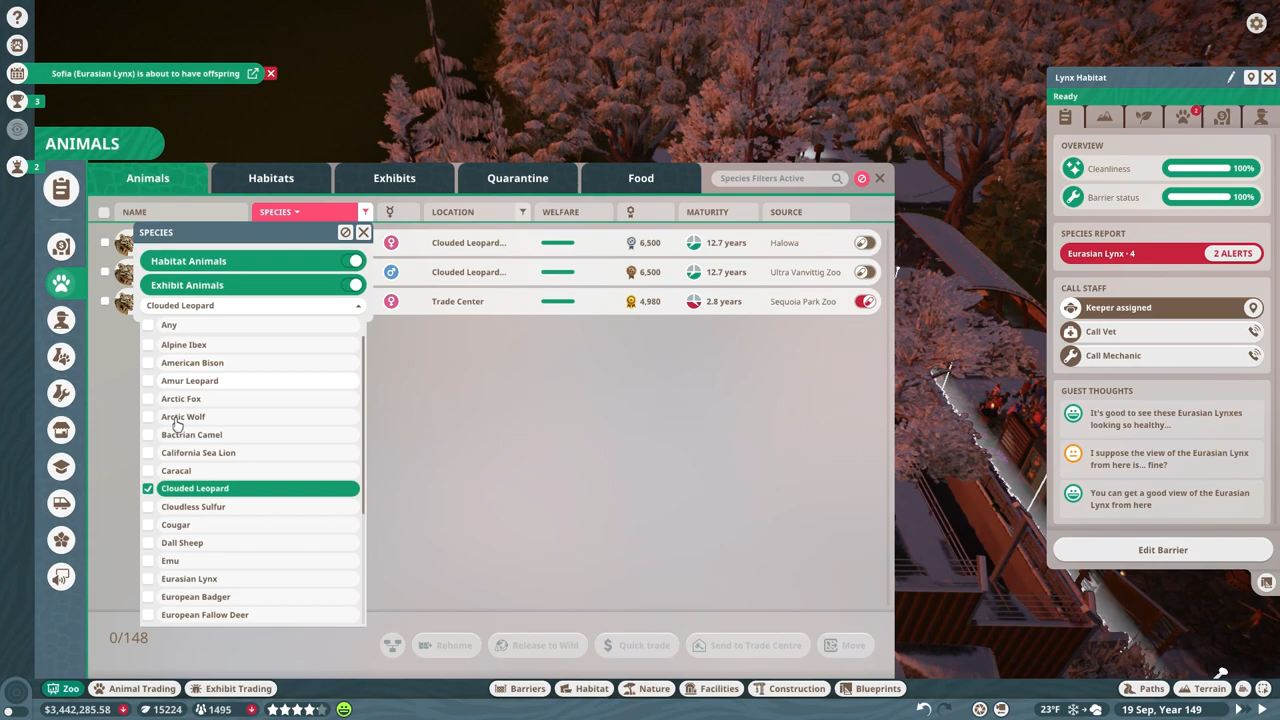 Sofia (Eurasian Lynx) is about to have offspring
3
2
ANIMALS
Animals
Habitats
Exhibits
Quarantine
Food
Species Filters Active
NAME
SPECIES
LOCATION
WELFARE
MATURITY
SOURCE
SPECIES
Habitat Animals
Exhibit Animals
Clouded Leopard
Any
Alpine Ibex
American Bison
Amur Leopard
Arctic Fox
Arctic Wolf
Bactrian Camel
California Sea Lion
Caracal
Clouded Leopard
Cloudless Sulfur
Cougar
Dall Sheep
Emu
Eurasian Lynx
European Badger
European Fallow Deer
Clouded Leopard... 6,500 12.7 years Halowa
Clouded Leopard... 6,500 12.7 years Ultra Vanvittig Zoo
Trade Center 4,980 2.8 years Sequoia Park Zoo
0/148
Rehome
Release to Wild
Quick trade
Send to Trade Centre
Move
Lynx Habitat
Ready
2
OVERVIEW
Cleanliness 100%
Barrier status 100%
SPECIES REPORT
Eurasian Lynx · 4 2 ALERTS
CALL STAFF
Keeper assigned
Call Vet
Call Mechanic
GUEST THOUGHTS
It's good to see these Eurasian Lynxes
looking so healthy...
I suppose the view of the Eurasian Lynx
from here is... fine?
You can get a good view of the Eurasian
Lynx from here
Edit Barrier
Zoo
Animal Trading
Exhibit Trading
Barriers
Habitat
Nature
Facilities
Construction
Blueprints
Paths
Terrain
$3,442,285.58
15224
1495
23°F
19 Sep, Year 149